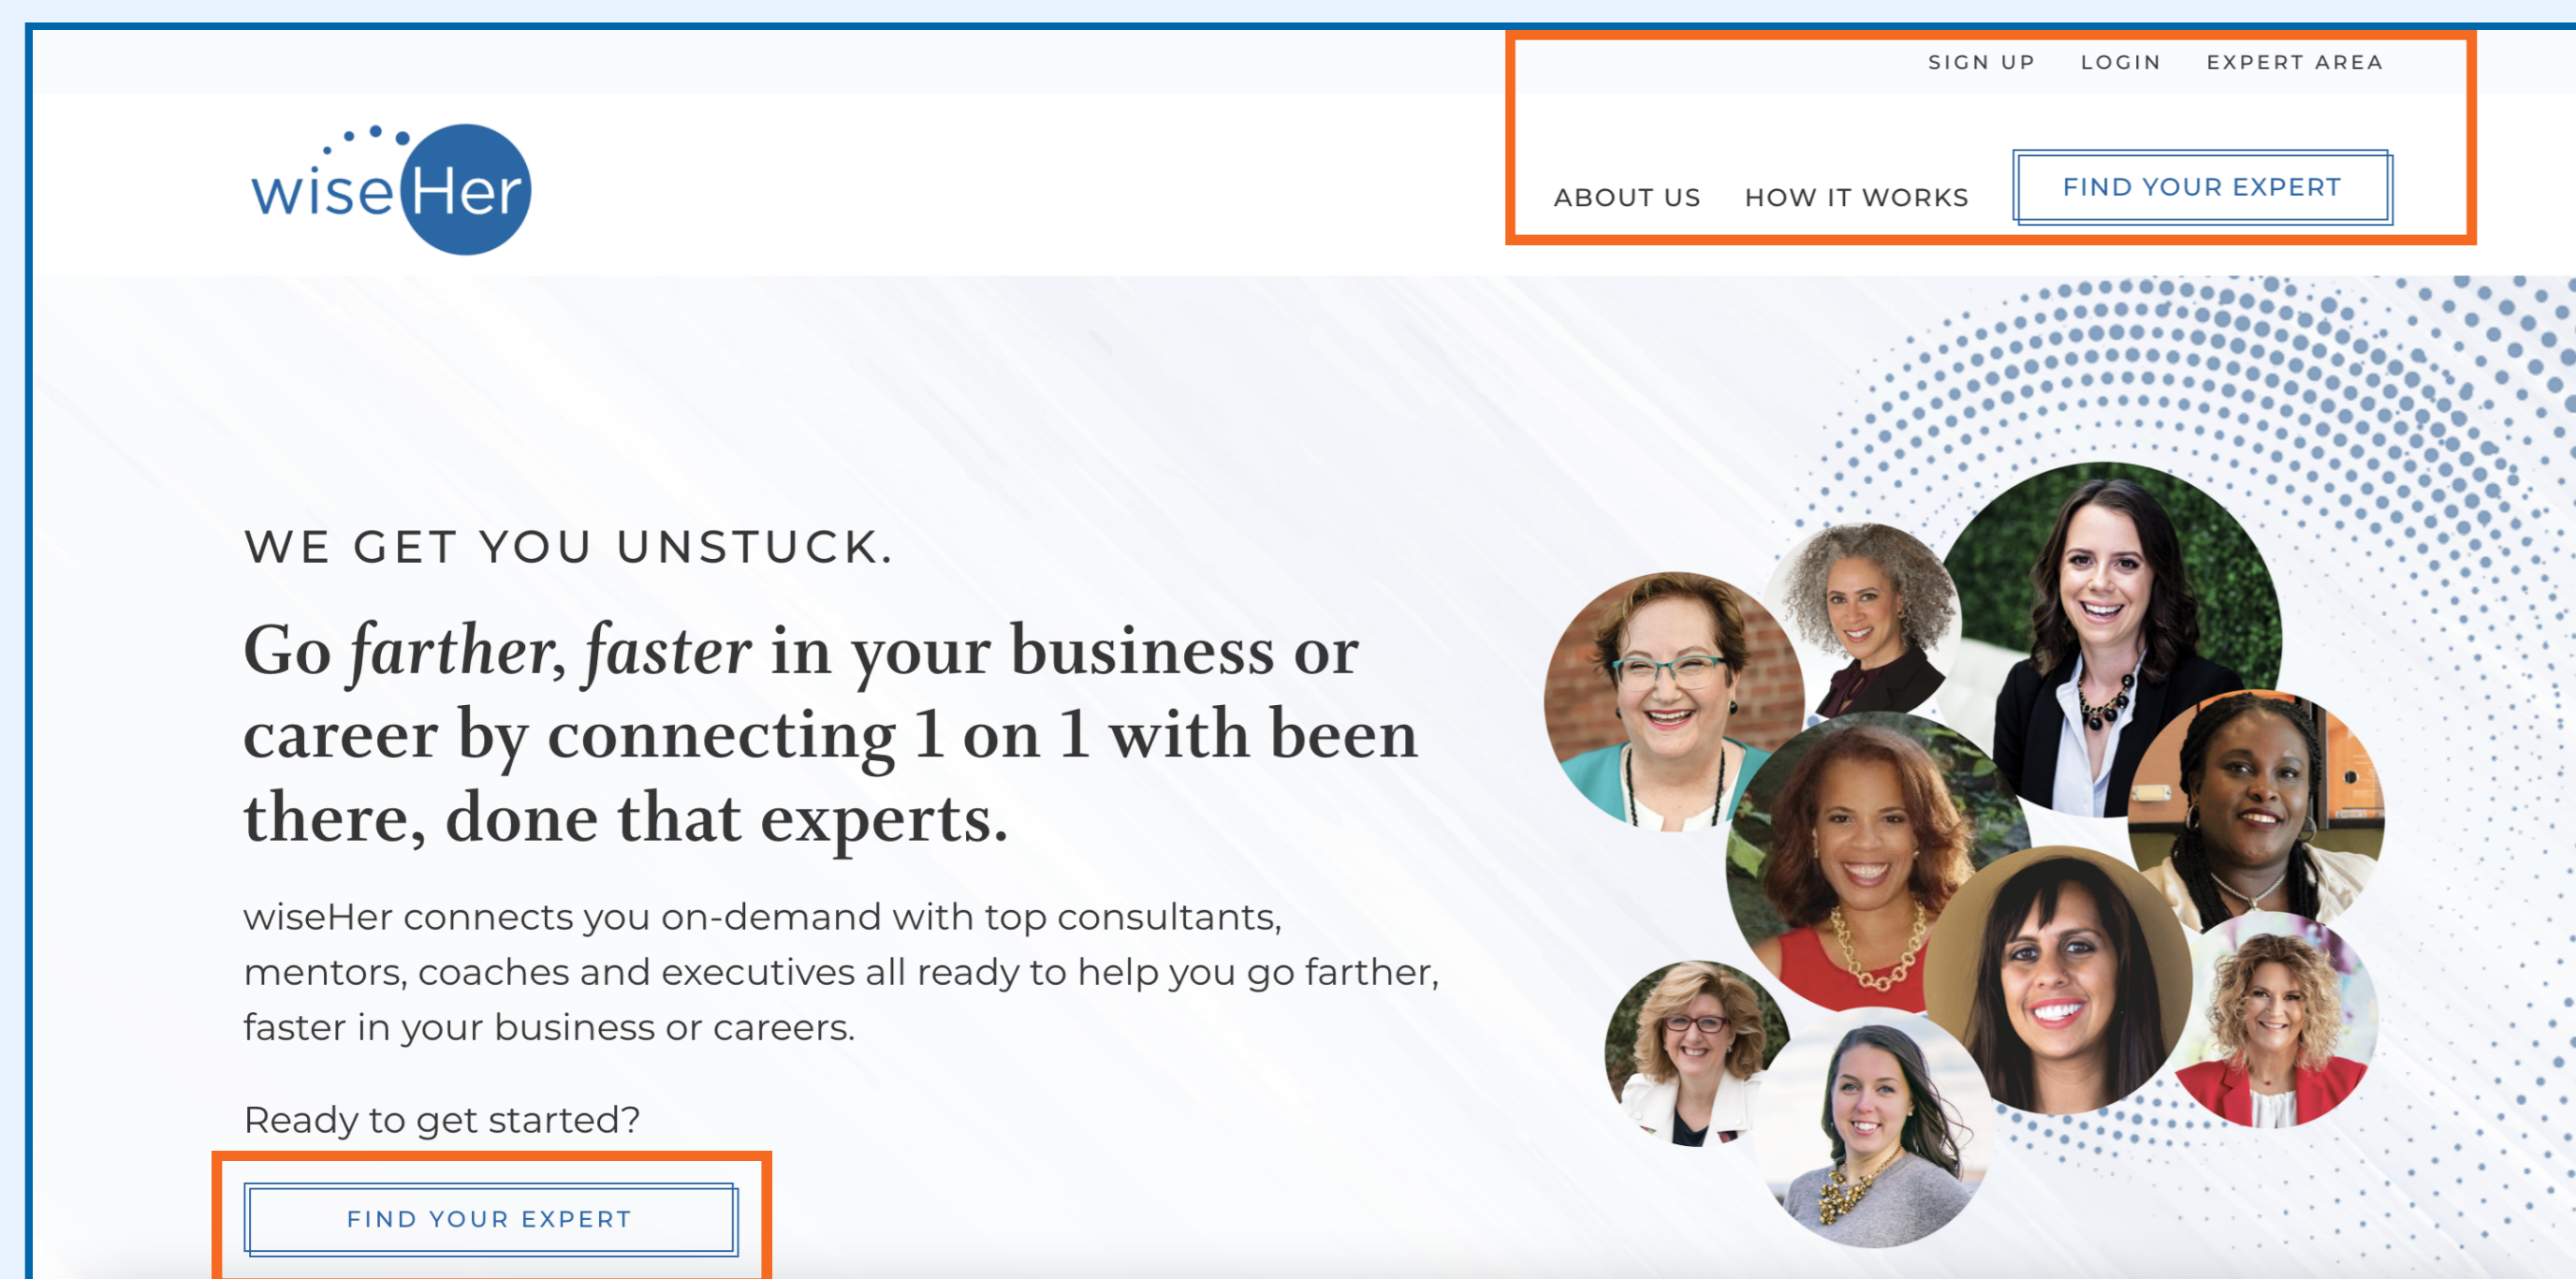 SIGN UP LOGIN EXPERT AREA
wiseHer
ABOUT US HOW IT WORKS FIND YOUR EXPERT
WE GET YOU UNSTUCK.
Go farther, faster in your business or
career by connecting 1 on 1 with been
there, done that experts.
wiseHer connects you on-demand with top consultants,
mentors, coaches and executives all ready to help you go farther,
faster in your business or careers.
Ready to get started?
FIND YOUR EXPERT